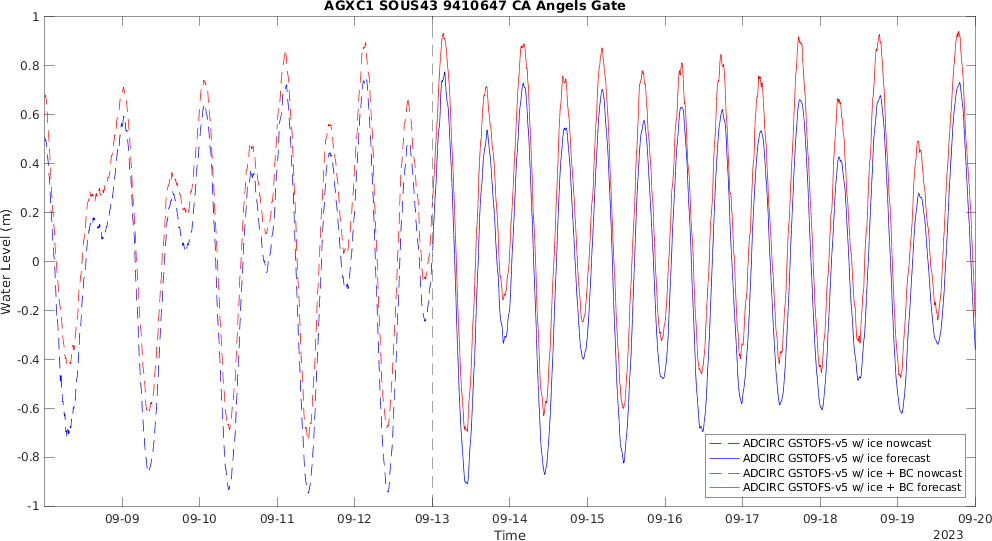 AGXC1 SOUS43 9410647 CA Angels Gate
Water Level (m)
1
0.8
0.6
0.4
0.2
0
-0.2
-0.4
-0.6
-0.8
-1
09-09 09-10 09-11 09-12 09-13 09-14 09-15 09-16 09-17 09-18 09-19 09-20
Time
2023
ADCIRC GSTOFS-v5 w/ ice nowcast
ADCIRC GSTOFS-v5 w/ ice forecast
ADCIRC GSTOFS-v5 w/ ice + BC nowcast
ADCIRC GSTOFS-v5 w/ ice + BC forecast